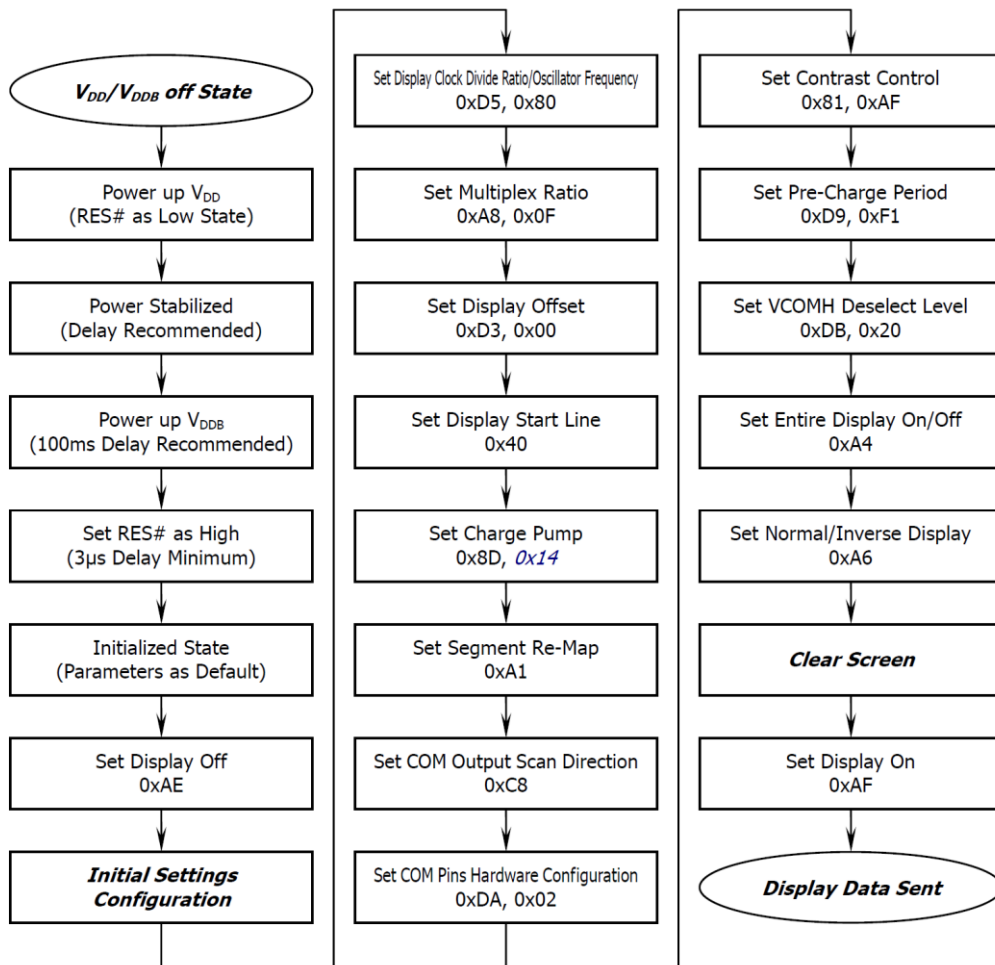 V_DD/V_DDB off State
Power up V_DD
(RES# as Low State)
Power Stabilized
(Delay Recommended)
Power up V_DDB
(100ms Delay Recommended)
Set RES# as High
(3μs Delay Minimum)
Initialized State
(Parameters as Default)
Set Display Off
0xAE
Initial Settings
Configuration
Set Display Clock Divide Ratio/Oscillator Frequency
0xD5, 0x80
Set Multiplex Ratio
0xA8, 0x0F
Set Display Offset
0xD3, 0x00
Set Display Start Line
0x40
Set Charge Pump
0x8D, 0x14
Set Segment Re-Map
0xA1
Set COM Output Scan Direction
0xC8
Set COM Pins Hardware Configuration
0xDA, 0x02
Set Contrast Control
0x81, 0xAF
Set Pre-Charge Period
0xD9, 0xF1
Set VCOMH Deselect Level
0xDB, 0x20
Set Entire Display On/Off
0xA4
Set Normal/Inverse Display
0xA6
Clear Screen
Set Display On
0xAF
Display Data Sent